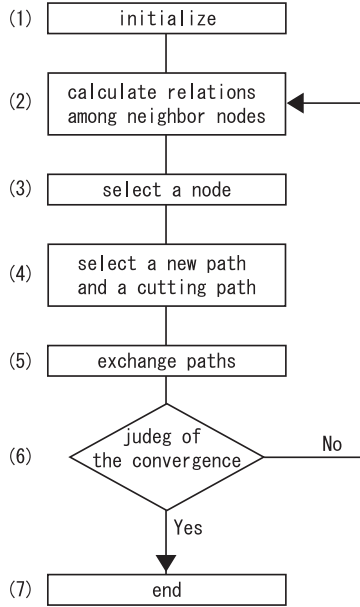 (1) initialize
(2) calculate relations
among neighbor nodes
(3) select a node
(4) select a new path
and a cutting path
(5) exchange paths
(6) judeg of
the convergence
No
Yes
(7) end